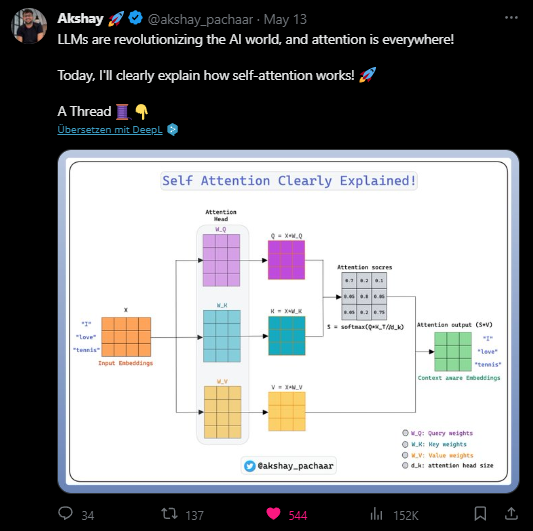 Akshay 🚀 @akshay_pachaar · May 13
LLMs are revolutionizing the AI world, and attention is everywhere!
Today, I'll clearly explain how self-attention works! 🚀
A Thread 🧵 👇
Übersetzen mit DeepL
Self Attention Clearly Explained!
Attention
Head
W_Q
Q = X*W_Q
Attention socres
0.7 0.2 0.1
0.05 0.8 0.05
0.05 0.2 0.75
S = softmax(Q*K_T/√d_k)
X
"I"
"love"
"tennis"
Input Embeddings
W_K
K = X*W_K
Attention output (S*V)
"I"
"love"
"tennis"
Context aware Embeddings
W_V
V = X*W_V
W_Q: Query weights
W_K: Key weights
W_V: Value weights
d_k: attention head size
@akshay_pachaar
34
137
544
152K